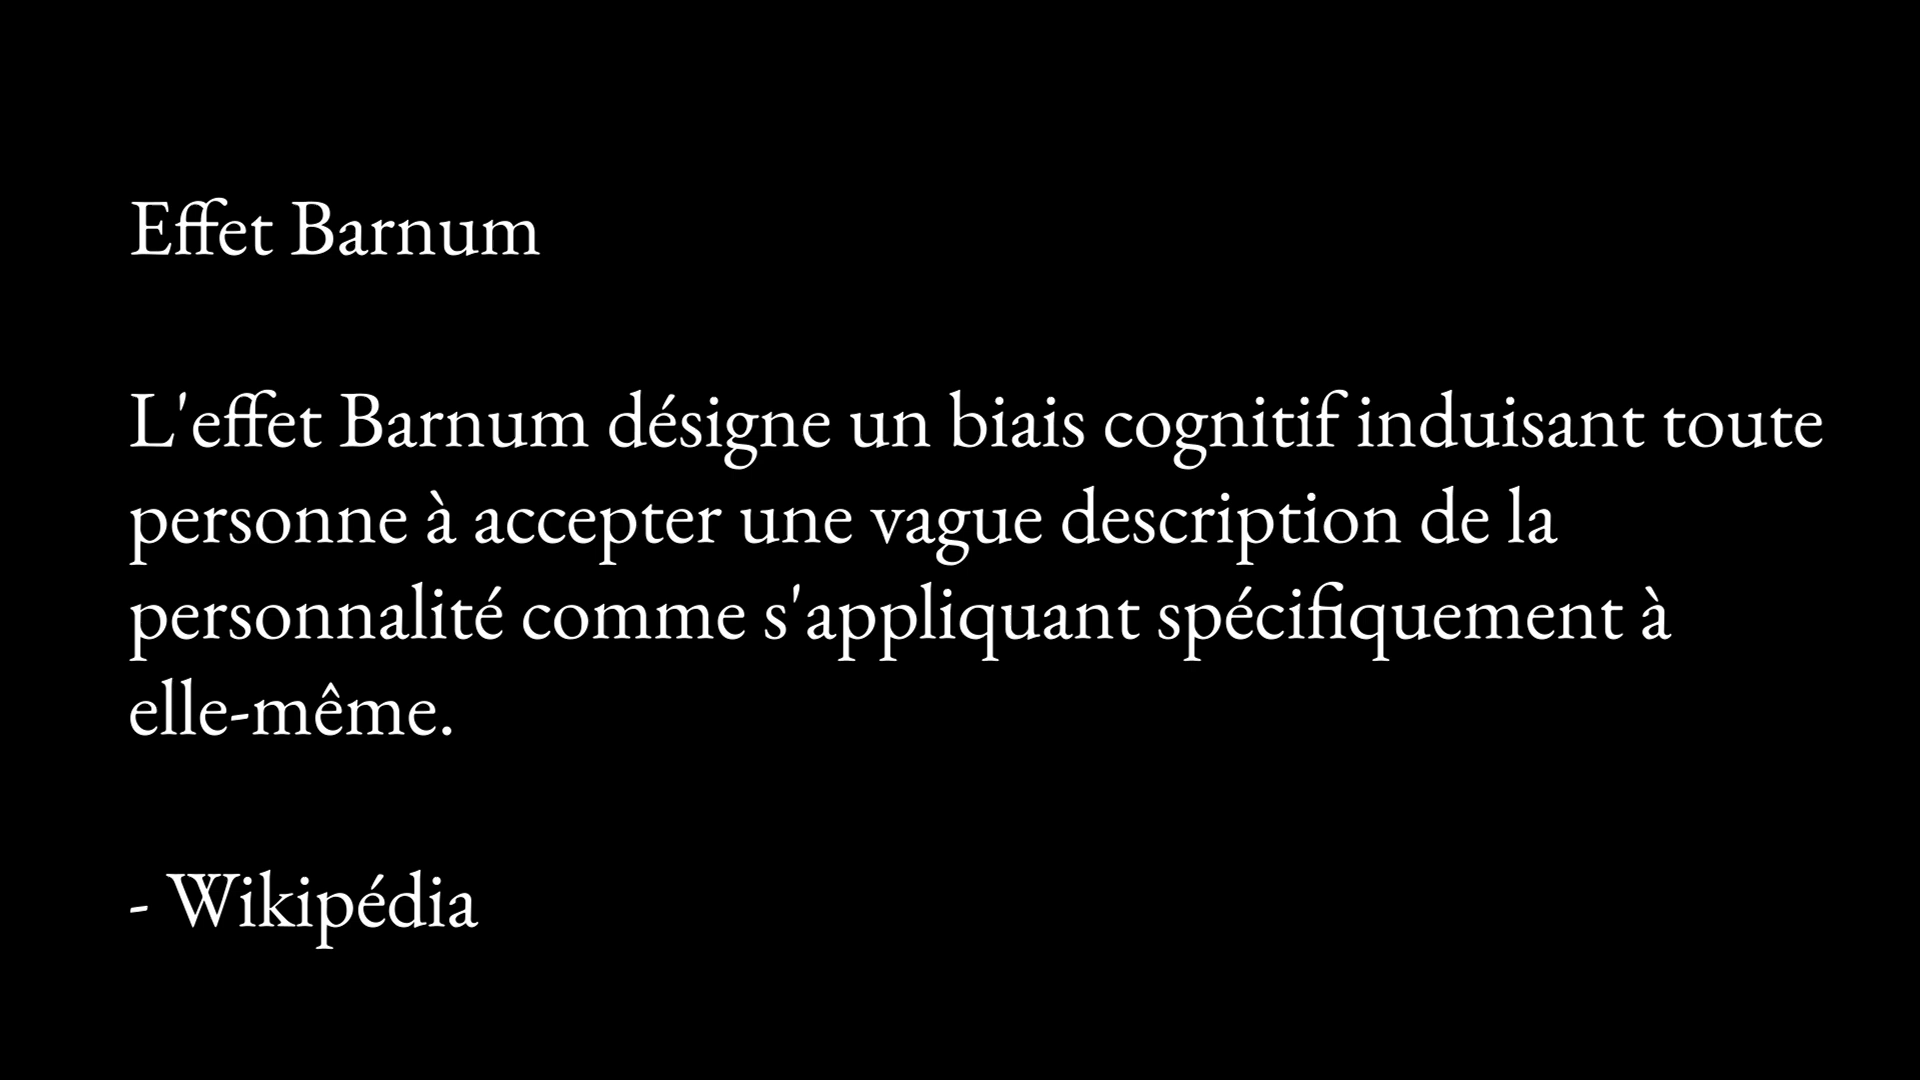 Effet Barnum
L'effet Barnum désigne un biais cognitif induisant toute
personne à accepter une vague description de la
personnalité comme s'appliquant spécifiquement à
elle-même.
- Wikipédia